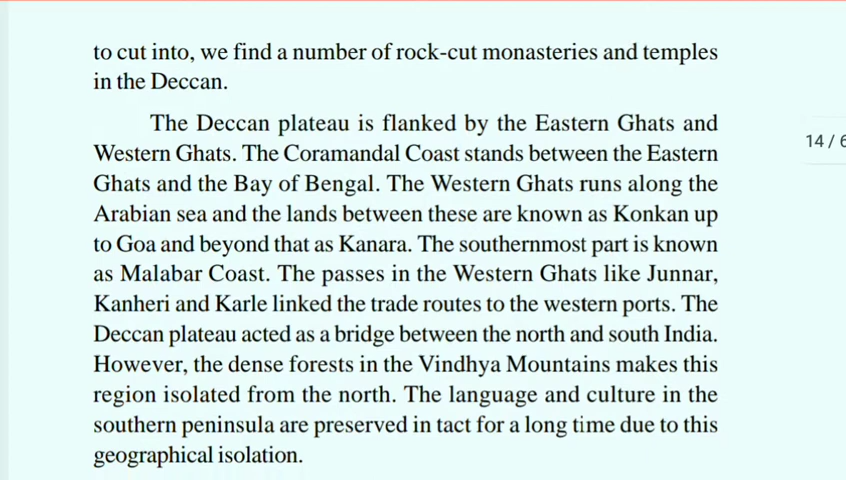 to cut into, we find a number of rock-cut monasteries and temples
in the Deccan.
The Deccan plateau is flanked by the Eastern Ghats and
Western Ghats. The Coramandal Coast stands between the Eastern
Ghats and the Bay of Bengal. The Western Ghats runs along the
Arabian sea and the lands between these are known as Konkan up
to Goa and beyond that as Kanara. The southernmost part is known
as Malabar Coast. The passes in the Western Ghats like Junnar,
Kanheri and Karle linked the trade routes to the western ports. The
Deccan plateau acted as a bridge between the north and south India.
However, the dense forests in the Vindhya Mountains makes this
region isolated from the north. The language and culture in the
southern peninsula are preserved in tact for a long time due to this
geographical isolation.
14 / 6